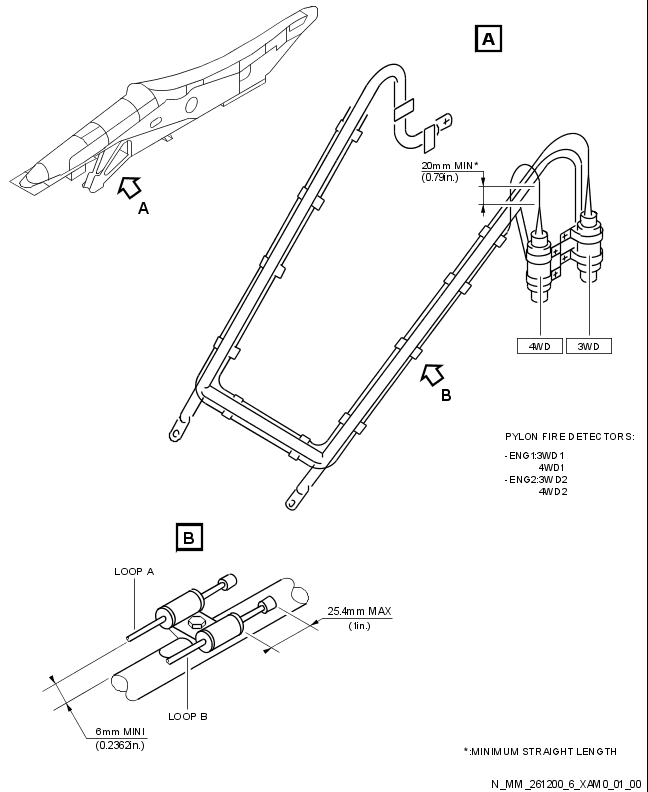 A
A
20mm MIN*
(0.79in.)
4WD
3WD
B
PYLON FIRE DETECTORS:
-ENG1:3WD1
4WD1
-ENG2:3WD2
4WD2
B
LOOP A
25.4mm MAX
(1in.)
LOOP B
6mm MINI
(0.2362in.)
*:MINIMUM STRAIGHT LENGTH
N_MM_261200_6_XAM0_01_00